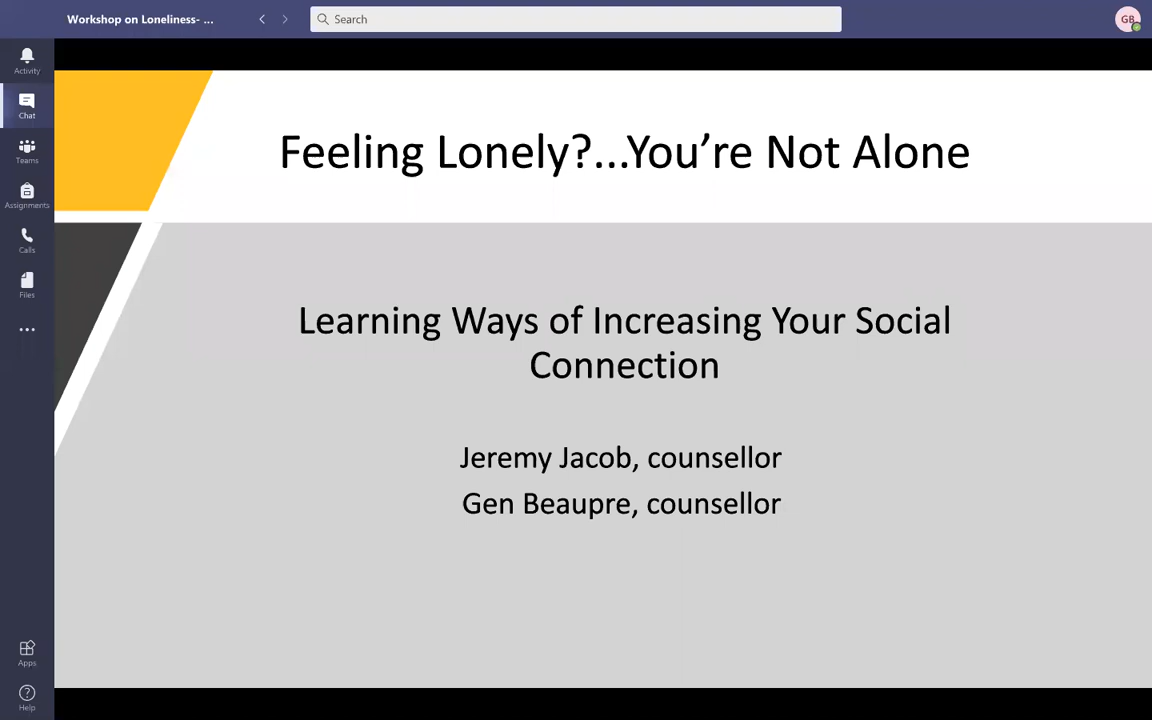 Workshop on Loneliness- ...
Search
GB
Activity
Chat
Teams
Assignments
Calls
Files
Apps
Help
Feeling Lonely?...You’re Not Alone
Learning Ways of Increasing Your Social
Connection
Jeremy Jacob, counsellor
Gen Beaupre, counsellor